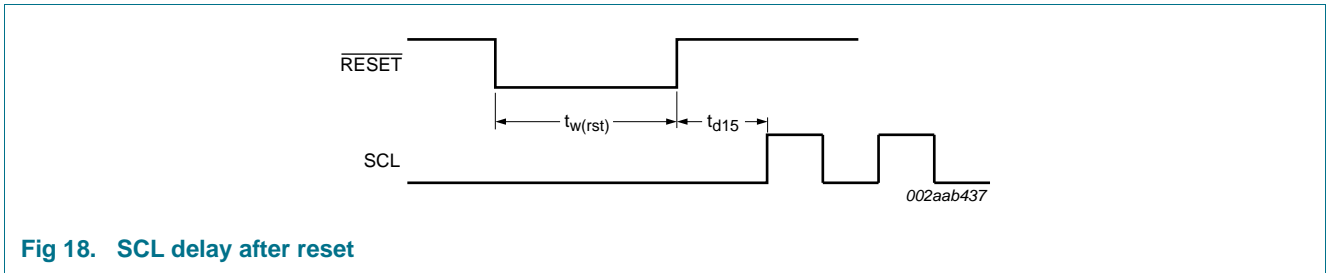 RESET
tw(rst)
td15
SCL
002aab437
Fig 18. SCL delay after reset